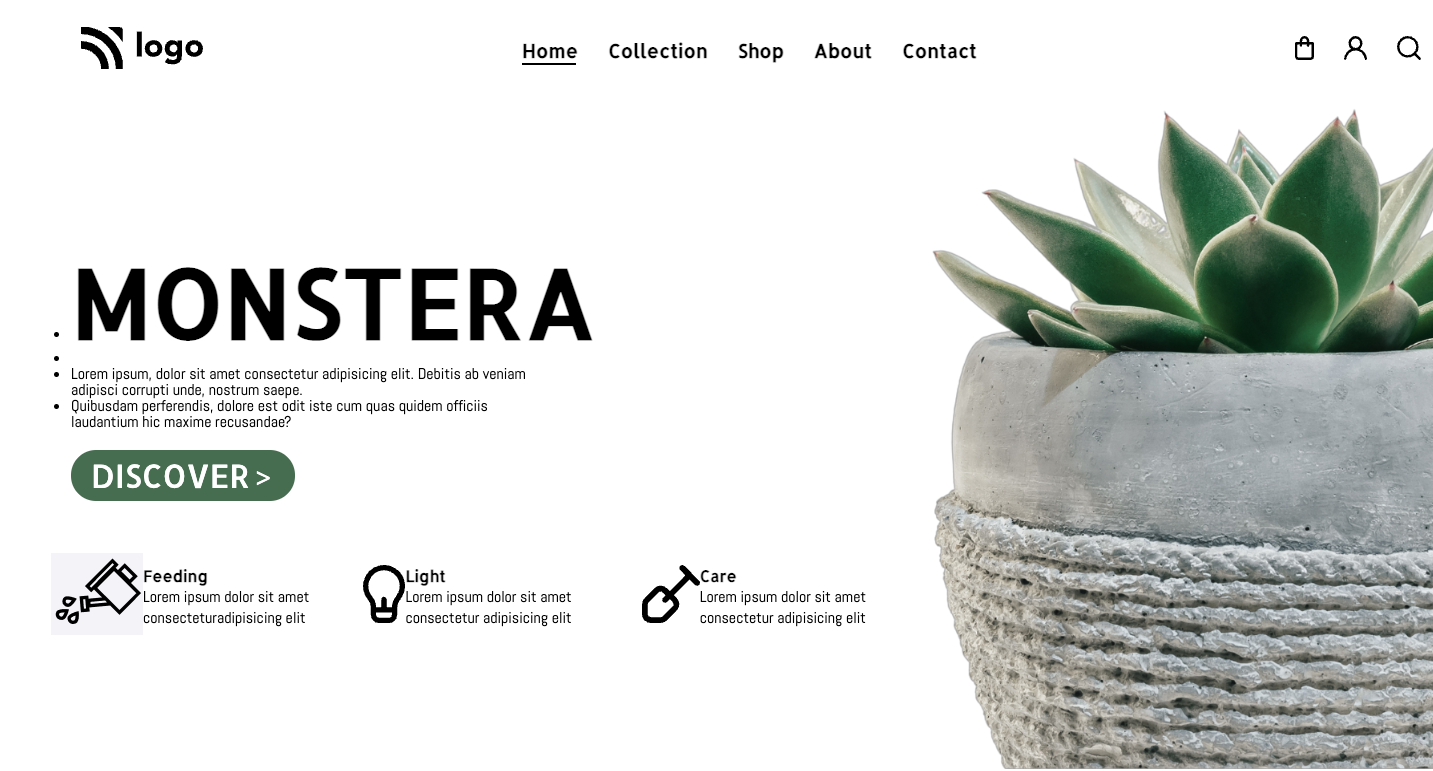 logo
Home Collection Shop About Contact
MONSTERA
Lorem ipsum, dolor sit amet consectetur adipisicing elit. Debitis ab veniam
adipisci corrupti unde, nostrum saepe.
Quibusdam perferendis, dolore est odit iste cum quas quidem officiis
laudantium hic maxime recusandae?
DISCOVER >
Feeding
Lorem ipsum dolor sit amet
consecteturadipisicing elit
Light
Lorem ipsum dolor sit amet
consectetur adipisicing elit
Care
Lorem ipsum dolor sit amet
consectetur adipisicing elit